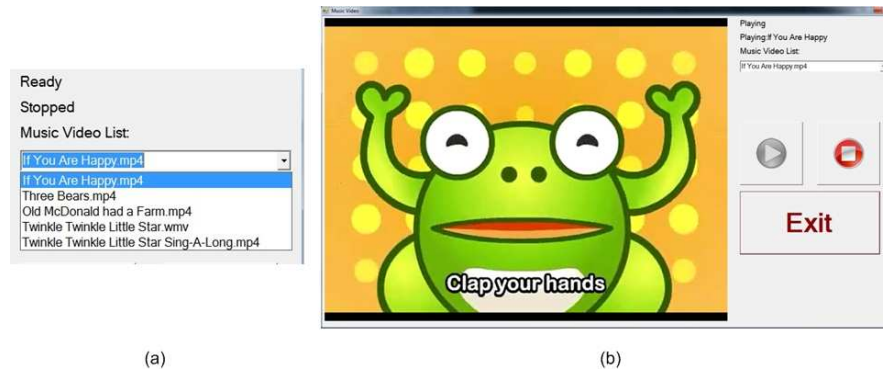 Ready
Stopped
Music Video List:
If You Are Happy.mp4
If You Are Happy.mp4
Three Bears.mp4
Old McDonald had a Farm.mp4
Twinkle Twinkle Little Star.wmv
Twinkle Twinkle Little Star Sing-A-Long.mp4
(a)
Music Video
Clap your hands
Playing
Playing:If You Are Happy
Music Video List:
If You Are Happy.mp4
Exit
(b)